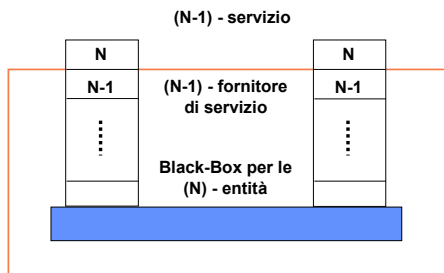 (N-1) - servizio
N
N
N-1
(N-1) - fornitore
di servizio
N-1
Black-Box per le
(N) - entità